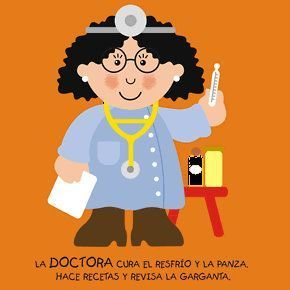 LA DOCTORA CURA EL RESFRÍO Y LA PANZA.
HACE RECETAS Y REVISA LA GARGANTA.